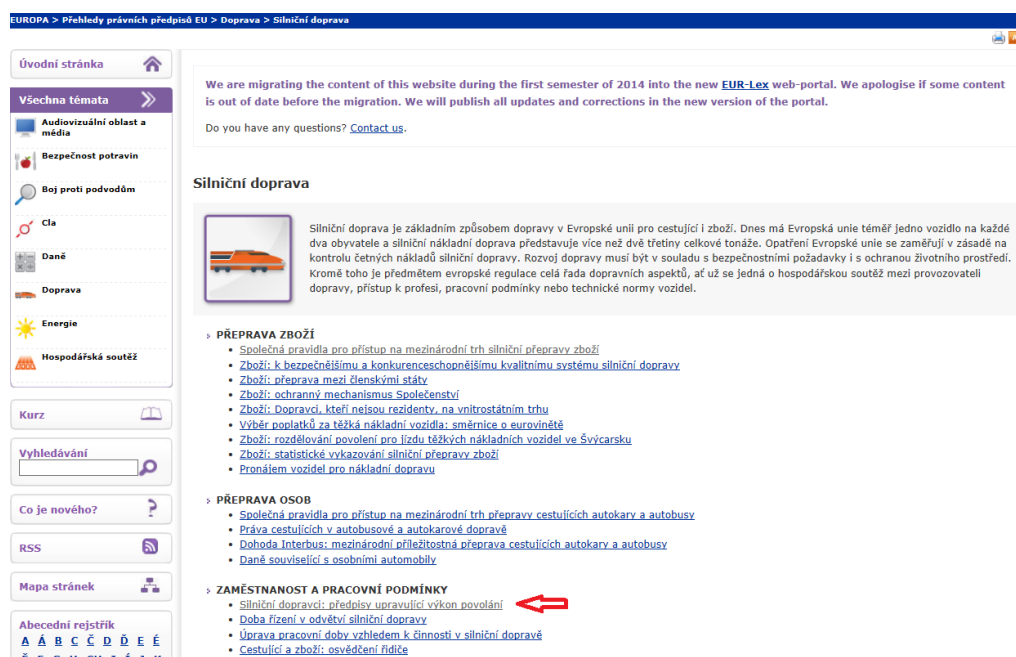 EUROPA > Přehledy právních předpisů EU > Doprava > Silniční doprava
Úvodní stránka
Všechna témata
Audiovizuální oblast a
média
Bezpečnost potravin
Boj proti podvodům
Cla
Daně
Doprava
Energie
Hospodářská soutěž
Kurz
Vyhledávání
Co je nového?
RSS
Mapa stránek
Abecední rejstřík
A Á B C Č D Ď E É
We are migrating the content of this website during the first semester of 2014 into the new EUR-Lex web-portal. We apologise if some content
is out of date before the migration. We will publish all updates and corrections in the new version of the portal.
Do you have any questions? Contact us.
Silniční doprava
Silniční doprava je základním způsobem dopravy v Evropské unii pro cestující i zboží. Dnes má Evropská unie téměř jedno vozidlo na každé
dva obyvatele a silniční nákladní doprava představuje více než dvě třetiny celkové tonáže. Opatření Evropské unie se zaměřují v zásadě na
kontrolu četných nákladů silniční dopravy. Rozvoj dopravy musí být v souladu s bezpečnostními požadavky i s ochranou životního prostředí.
Kromě toho je předmětem evropské regulace celá řada dopravních aspektů, ať už se jedná o hospodářskou soutěž mezi provozovateli
dopravy, přístup k profesi, pracovní podmínky nebo technické normy vozidel.
PŘEPRAVA ZBOŽÍ
Společná pravidla pro přístup na mezinárodní trh silniční přepravy zboží
Zboží: k bezpečnějšímu a konkurenceschopnějšímu kvalitnímu systému silniční dopravy
Zboží: přeprava mezi členskými státy
Zboží: ochranný mechanismus Společenství
Zboží: Dopravci, kteří nejsou rezidenty, na vnitrostátním trhu
Výběr poplatků za těžká nákladní vozidla: směrnice o eurovinětě
Zboží: rozdělování povolení pro jízdu těžkých nákladních vozidel ve Švýcarsku
Zboží: statistické vykazování silniční přepravy zboží
Pronájem vozidel pro nákladní dopravu
PŘEPRAVA OSOB
Společná pravidla pro přístup na mezinárodní trh přepravy cestujících autokary a autobusy
Práva cestujících v autobusové a autokarové dopravě
Dohoda Interbus: mezinárodní příležitostná přeprava cestujících autokary a autobusy
Daně související s osobními automobily
ZAMĚSTNANOST A PRACOVNÍ PODMÍNKY
Silniční dopravci: předpisy upravující výkon povolání
Doba řízení v odvětví silniční dopravy
Úprava pracovní doby vzhledem k činnosti v silniční dopravě
Cestující a zboží: osvědčení řidiče